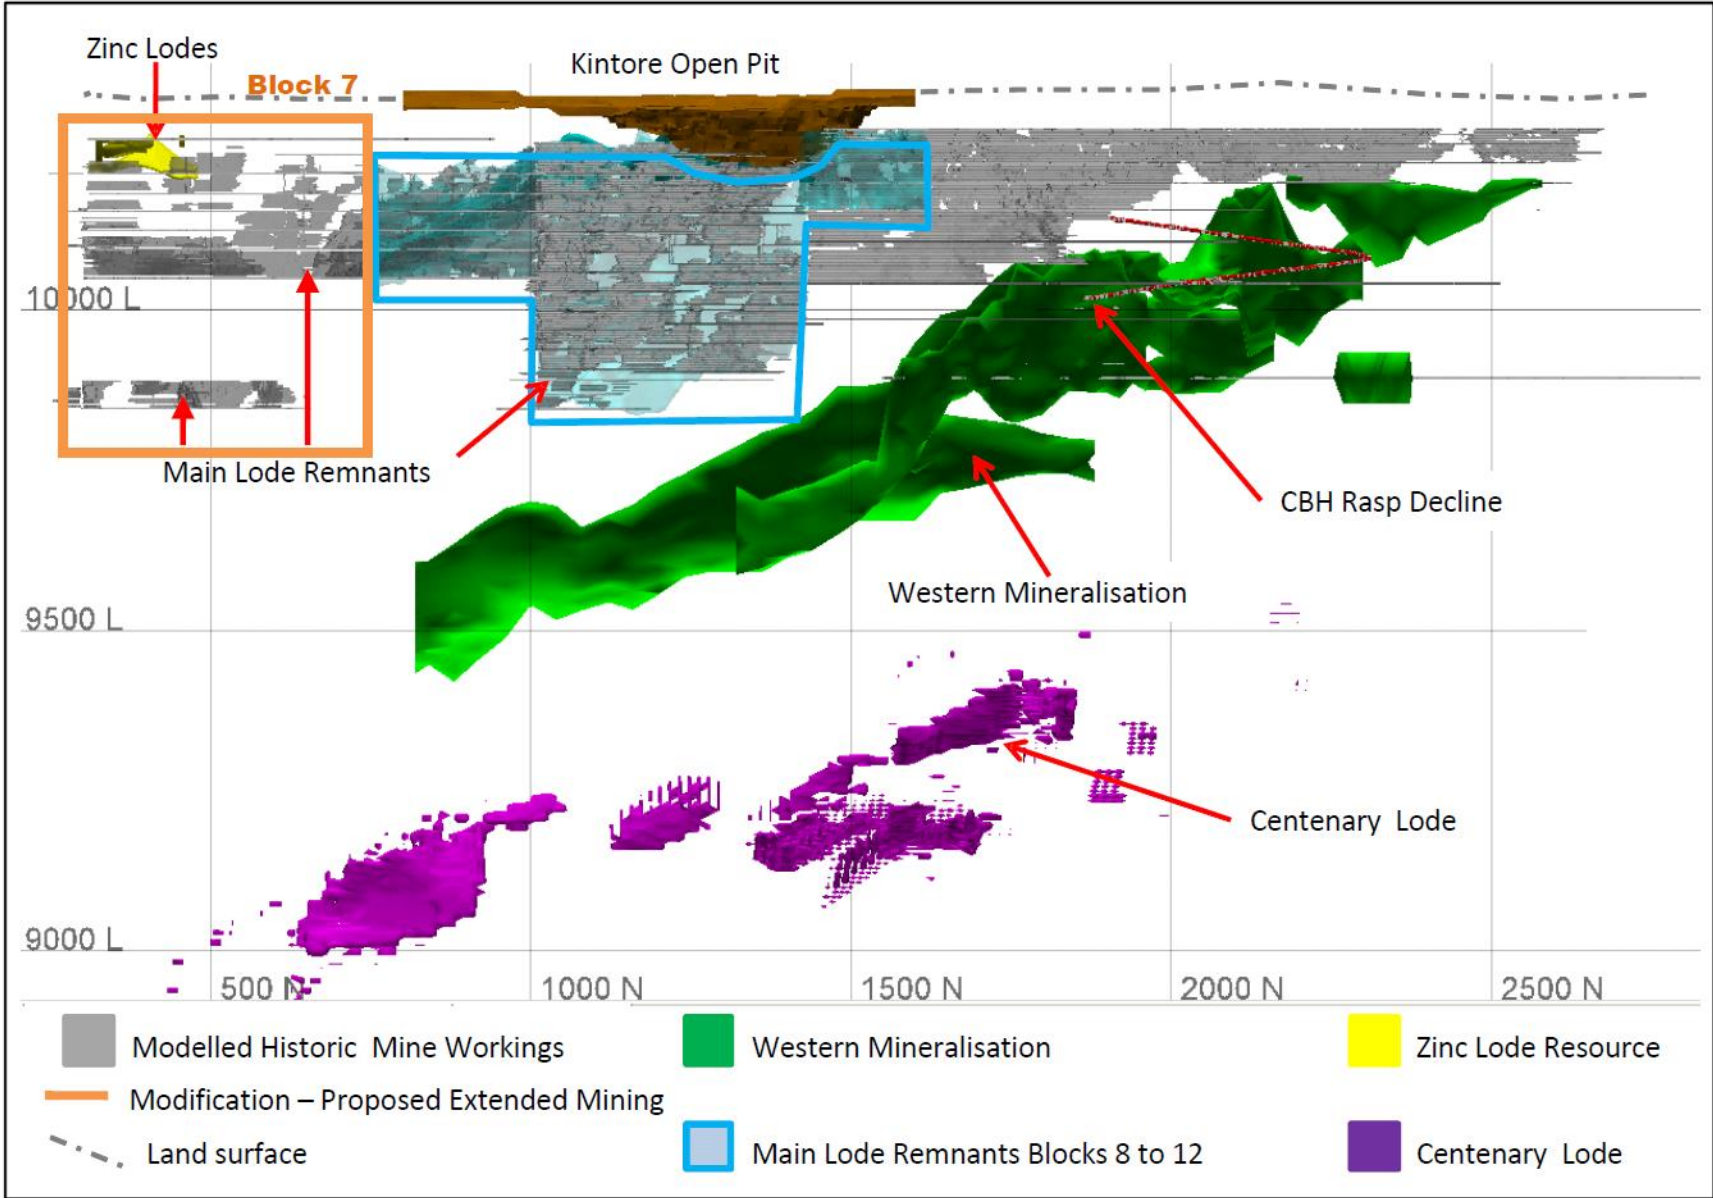 Zinc Lodes
Block 7
Kintore Open Pit
10000 L
Main Lode Remnants
CBH Rasp Decline
Western Mineralisation
9500 L
Centenary Lode
9000 L
500 N
1000 N
1500 N
2000 N
2500 N
Modelled Historic Mine Workings
Western Mineralisation
Zinc Lode Resource
Modification – Proposed Extended Mining
Land surface
Main Lode Remnants Blocks 8 to 12
Centenary Lode